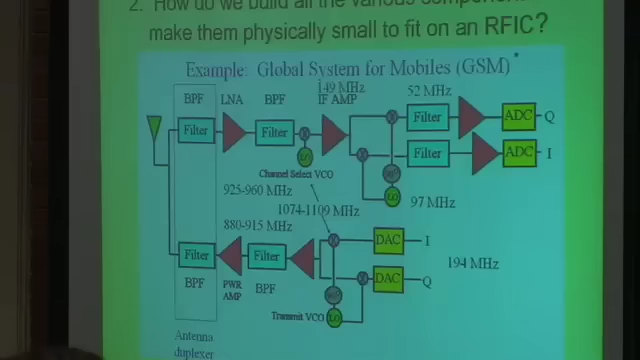 2. How do we build all the various component
make them physically small to fit on an RFIC?
Example: Global System for Mobiles (GSM)*
BPF LNA BPF IF AMP 149 MHz 52 MHz
Filter Filter Filter ADC Q
LO Filter ADC I
Channel Select VCO
90° LO
925-960 MHz 97 MHz
1074-1109 MHz
880-915 MHz
DAC I
Filter Filter 194 MHz
DAC Q
BPF PWR AMP BPF
Transmit VCO LO
Antenna
duplexer